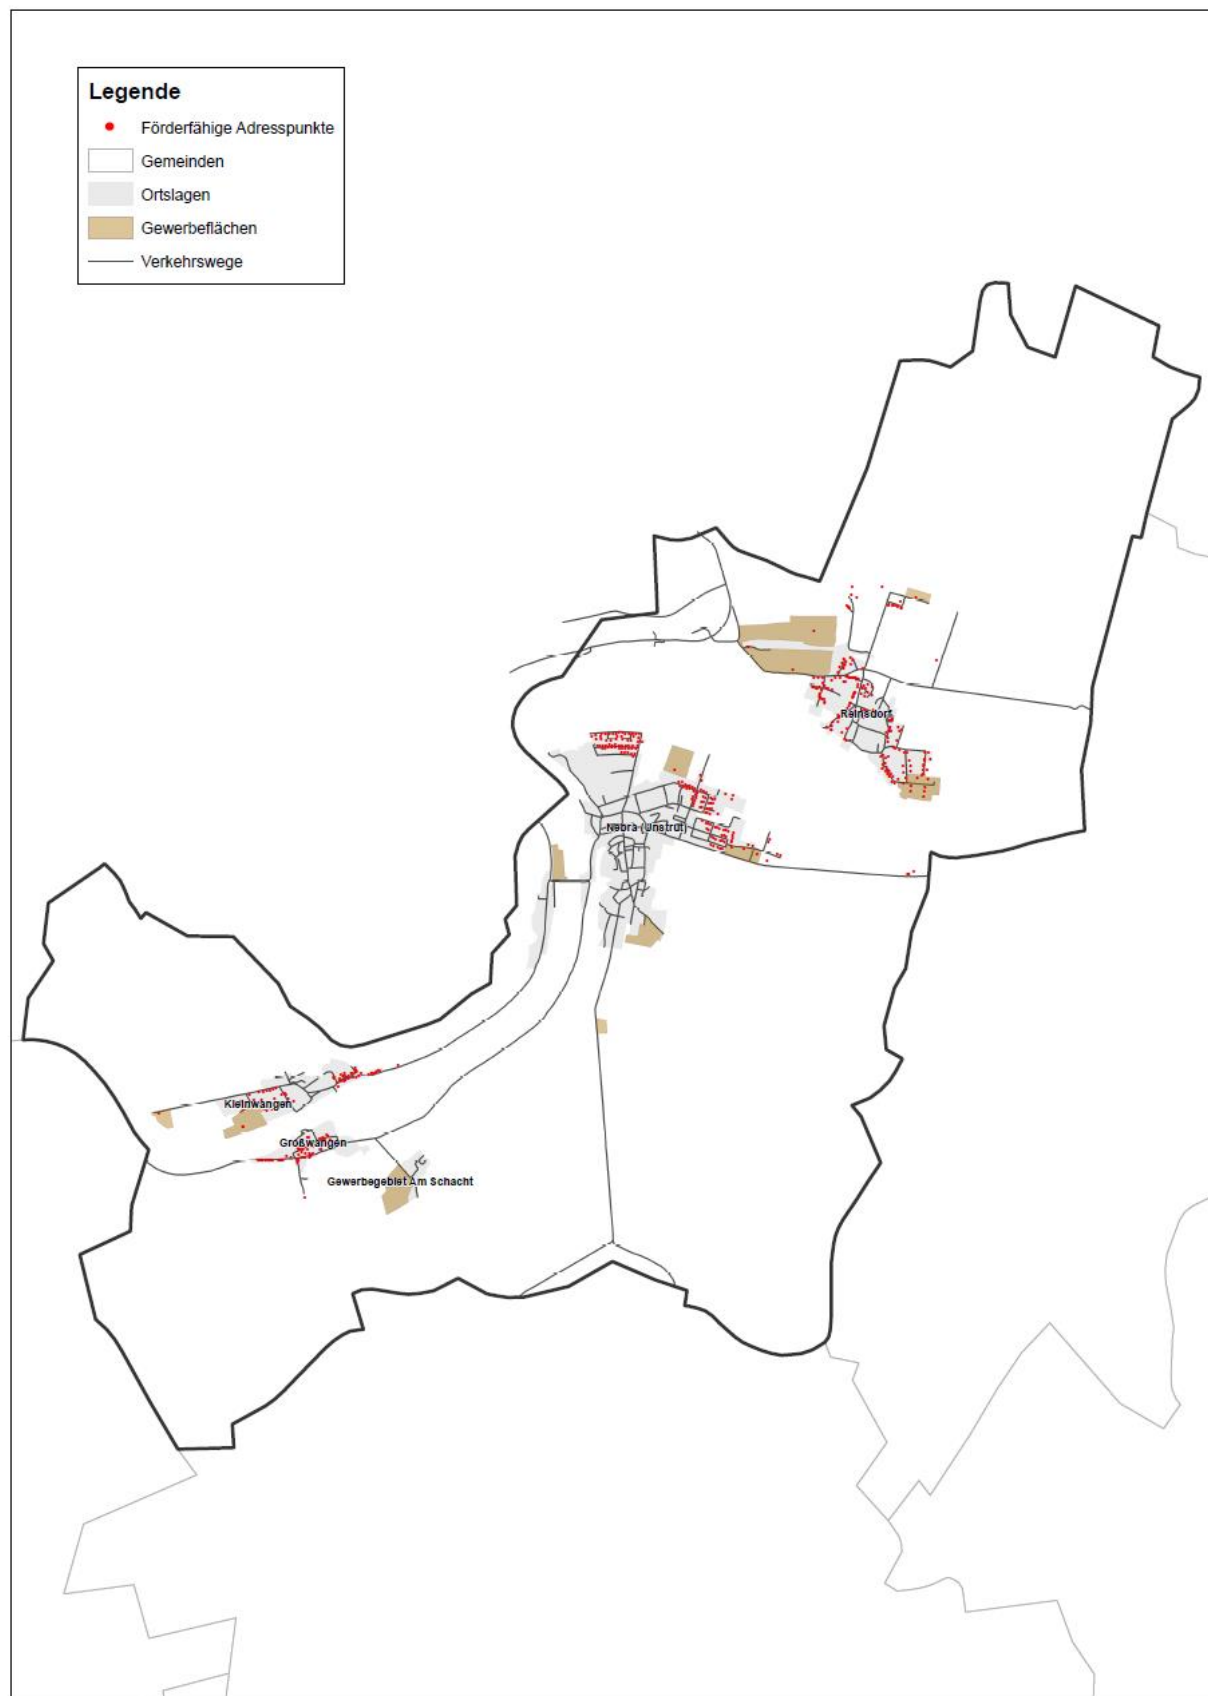 Legende
Förderfähige Adresspunkte
Gemeinden
Ortslagen
Gewerbeflächen
Verkehrswege
Reinsdorf
Nebra (Unstrut)
Kleinwangen
Großwangen
Gewerbegebiet Am Schacht